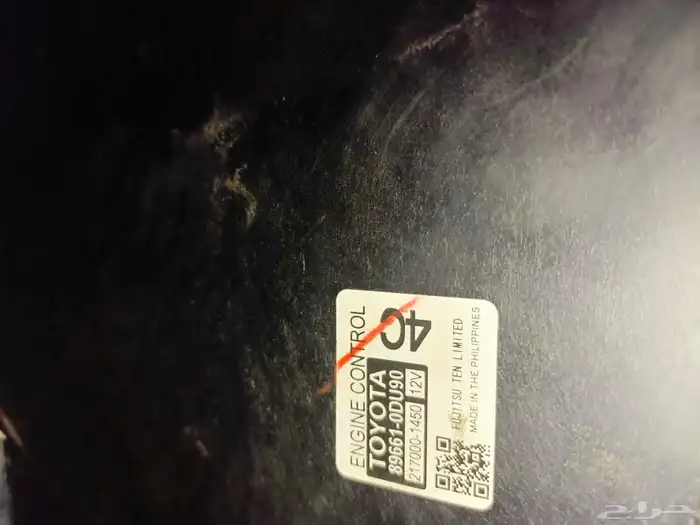 ENGINE CONTROL
TOYOTA
89661-0DU90
217000-1450 12V
4C
FUJITSU TEN LIMITED
MADE IN THE PHILIPPINES
حراج